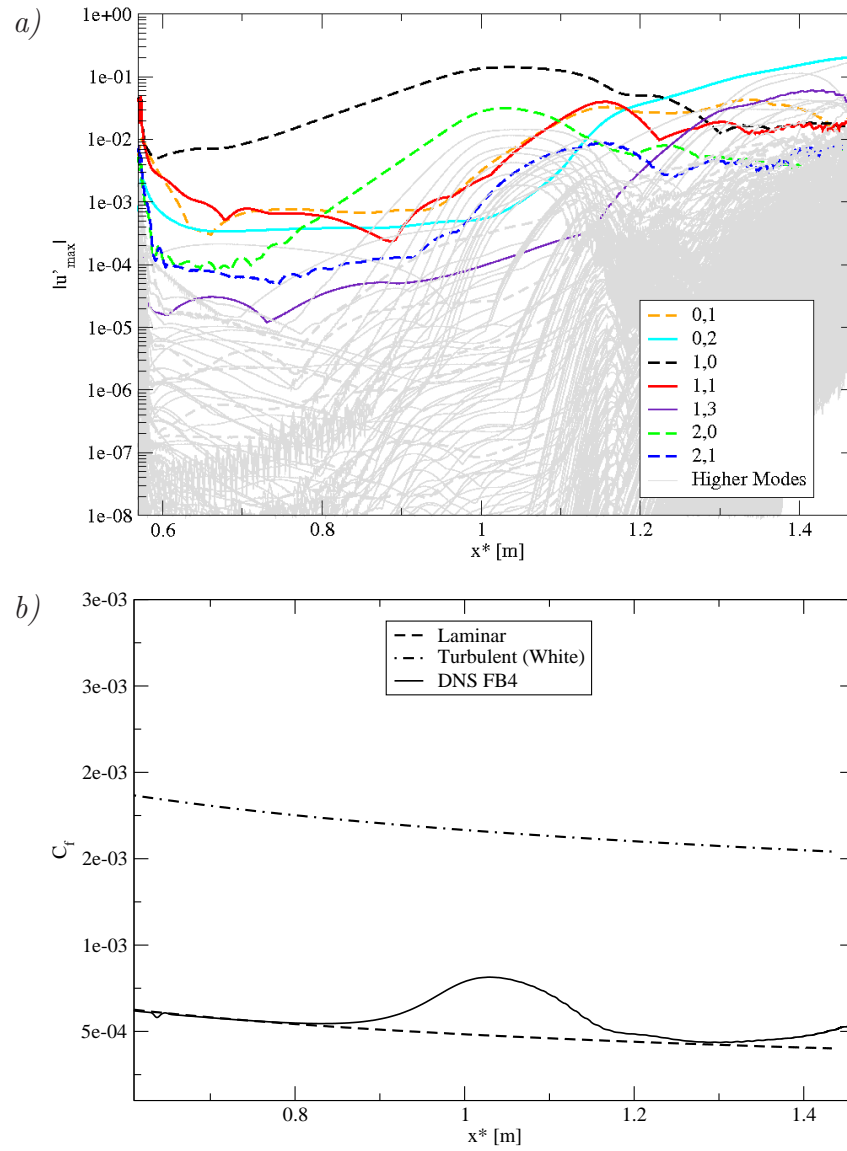 a)
1e+00
1e-01
1e-02
1e-03
1e-04
1e-05
1e-06
1e-07
1e-08
|u'max|
0.6
0.8
1
1.2
1.4
x* [m]
0,1
0,2
1,0
1,1
1,3
2,0
2,1
Higher Modes
b)
3e-03
3e-03
2e-03
2e-03
1e-03
5e-04
Cf
Laminar
Turbulent (White)
DNS FB4
0.8
1
1.2
1.4
x* [m]